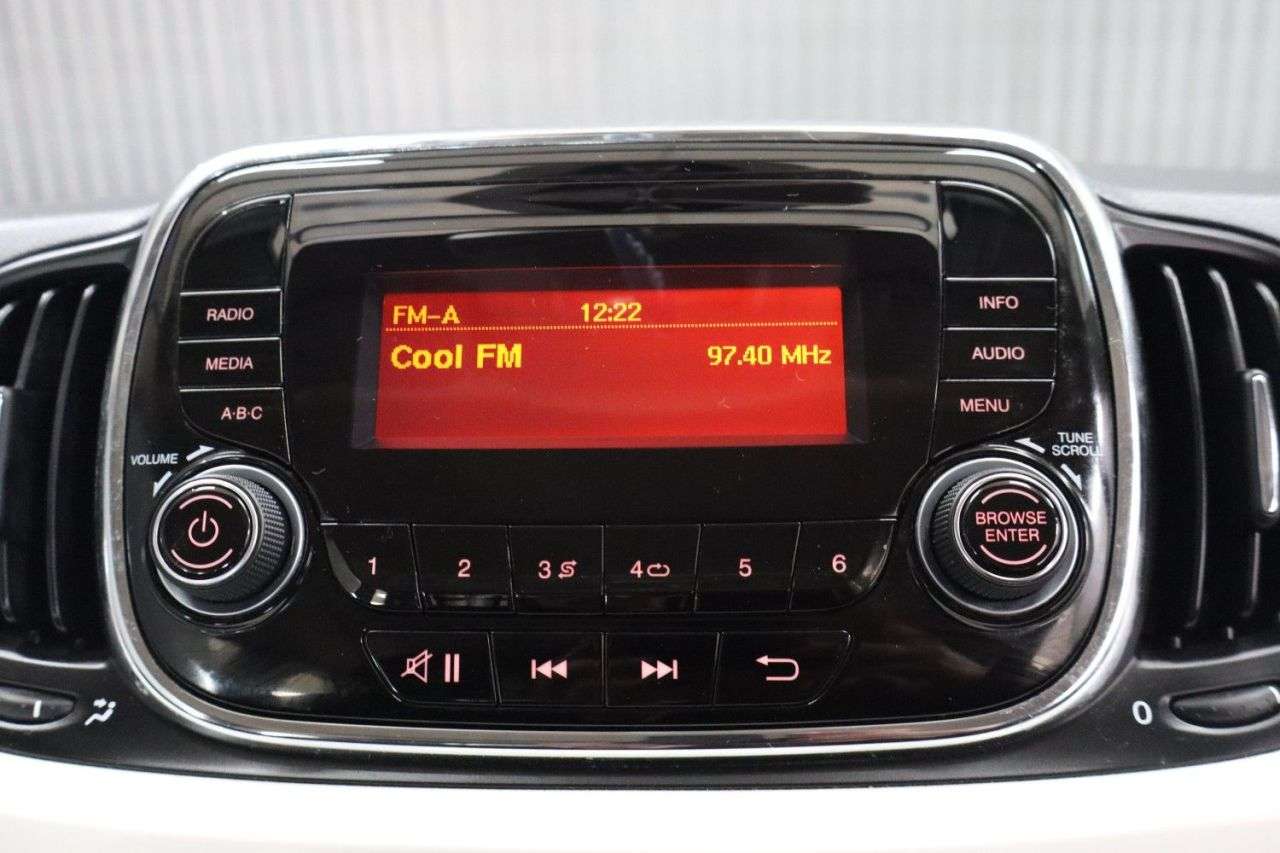 FM-A 12:22
Cool FM 97.40 MHz
RADIO
MEDIA
A·B·C
VOLUME
INFO
AUDIO
MENU
TUNE
SCROLL
BROWSE
ENTER
1 2 3 4 5 6
0